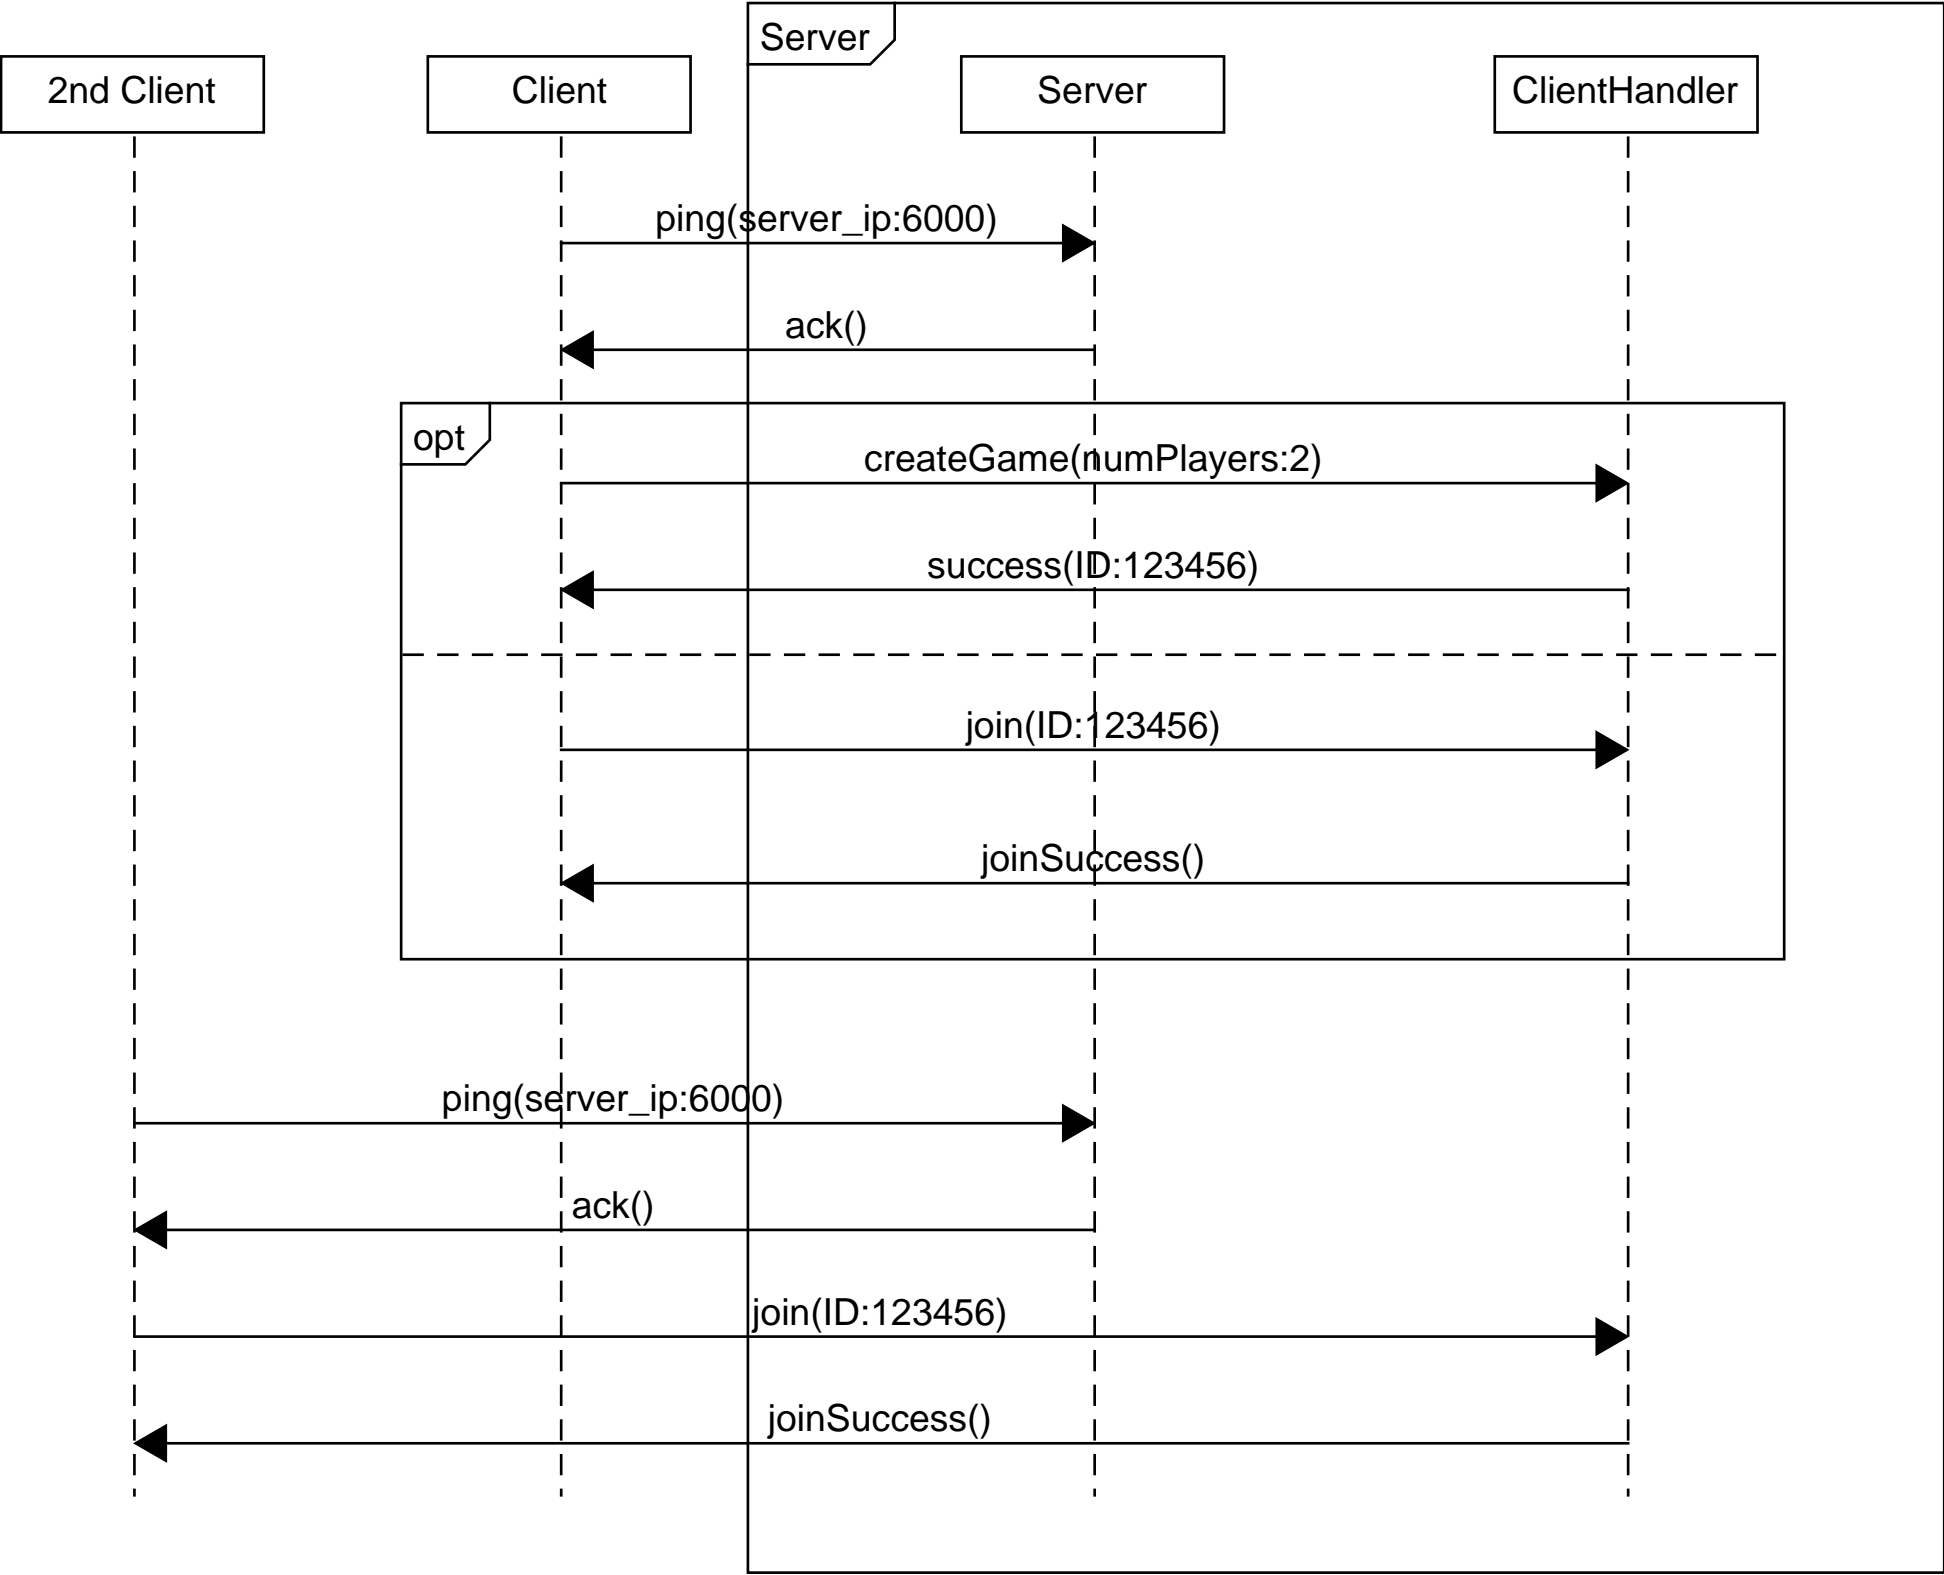 Server
2nd Client
Client
Server
ClientHandler
ping(server_ip:6000)
ack()
opt
createGame(numPlayers:2)
success(ID:123456)
join(ID:123456)
joinSuccess()
ping(server_ip:6000)
ack()
join(ID:123456)
joinSuccess()